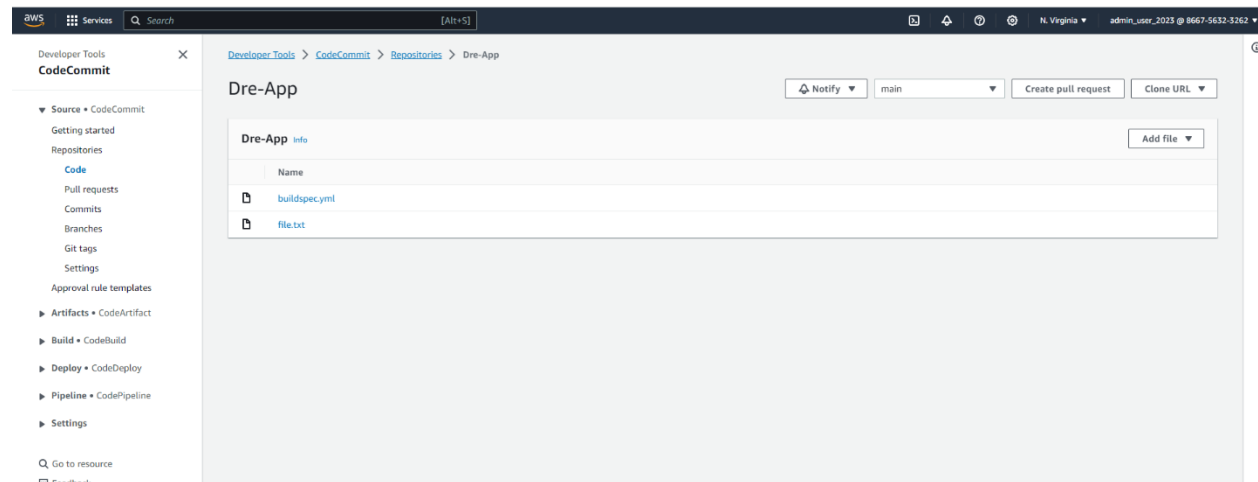 aws Services Search [Alt+S] N. Virginia ▼ admin_user_2023 @ 8667-5632-3262 ▼
Developer Tools
CodeCommit
Source • CodeCommit
Getting started
Repositories
Code
Pull requests
Commits
Branches
Git tags
Settings
Approval rule templates
Artifacts • CodeArtifact
Build • CodeBuild
Deploy • CodeDeploy
Pipeline • CodePipeline
Settings
Go to resource
Feedback
Developer Tools > CodeCommit > Repositories > Dre-App
Dre-App
Notify ▼ main ▼ Create pull request Clone URL ▼
Dre-App Info Add file ▼
Name
buildspec.yml
file.txt